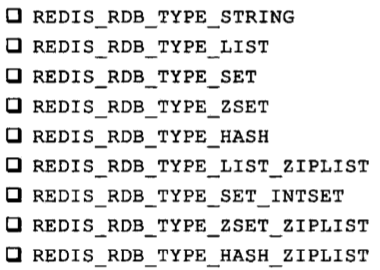 ❑ REDIS_RDB_TYPE_STRING
❑ REDIS_RDB_TYPE_LIST
❑ REDIS_RDB_TYPE_SET
❑ REDIS_RDB_TYPE_ZSET
❑ REDIS_RDB_TYPE_HASH
❑ REDIS_RDB_TYPE_LIST_ZIPLIST
❑ REDIS_RDB_TYPE_SET_INTSET
❑ REDIS_RDB_TYPE_ZSET_ZIPLIST
❑ REDIS_RDB_TYPE_HASH_ZIPLIST